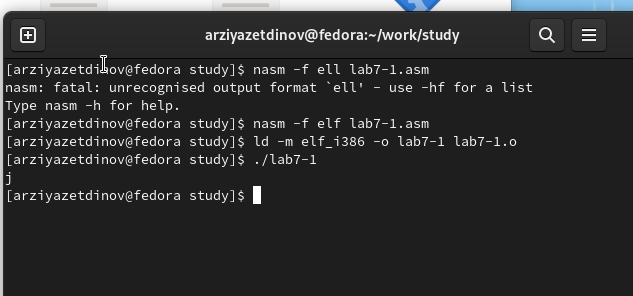 arziyazetdinov@fedora:~/work/study
[arziyazetdinov@fedora study]$ nasm -f ell lab7-1.asm
nasm: fatal: unrecognised output format `ell' - use -hf for a list
Type nasm -h for help.
[arziyazetdinov@fedora study]$ nasm -f elf lab7-1.asm
[arziyazetdinov@fedora study]$ ld -m elf_i386 -o lab7-1 lab7-1.o
[arziyazetdinov@fedora study]$ ./lab7-1
j
[arziyazetdinov@fedora study]$